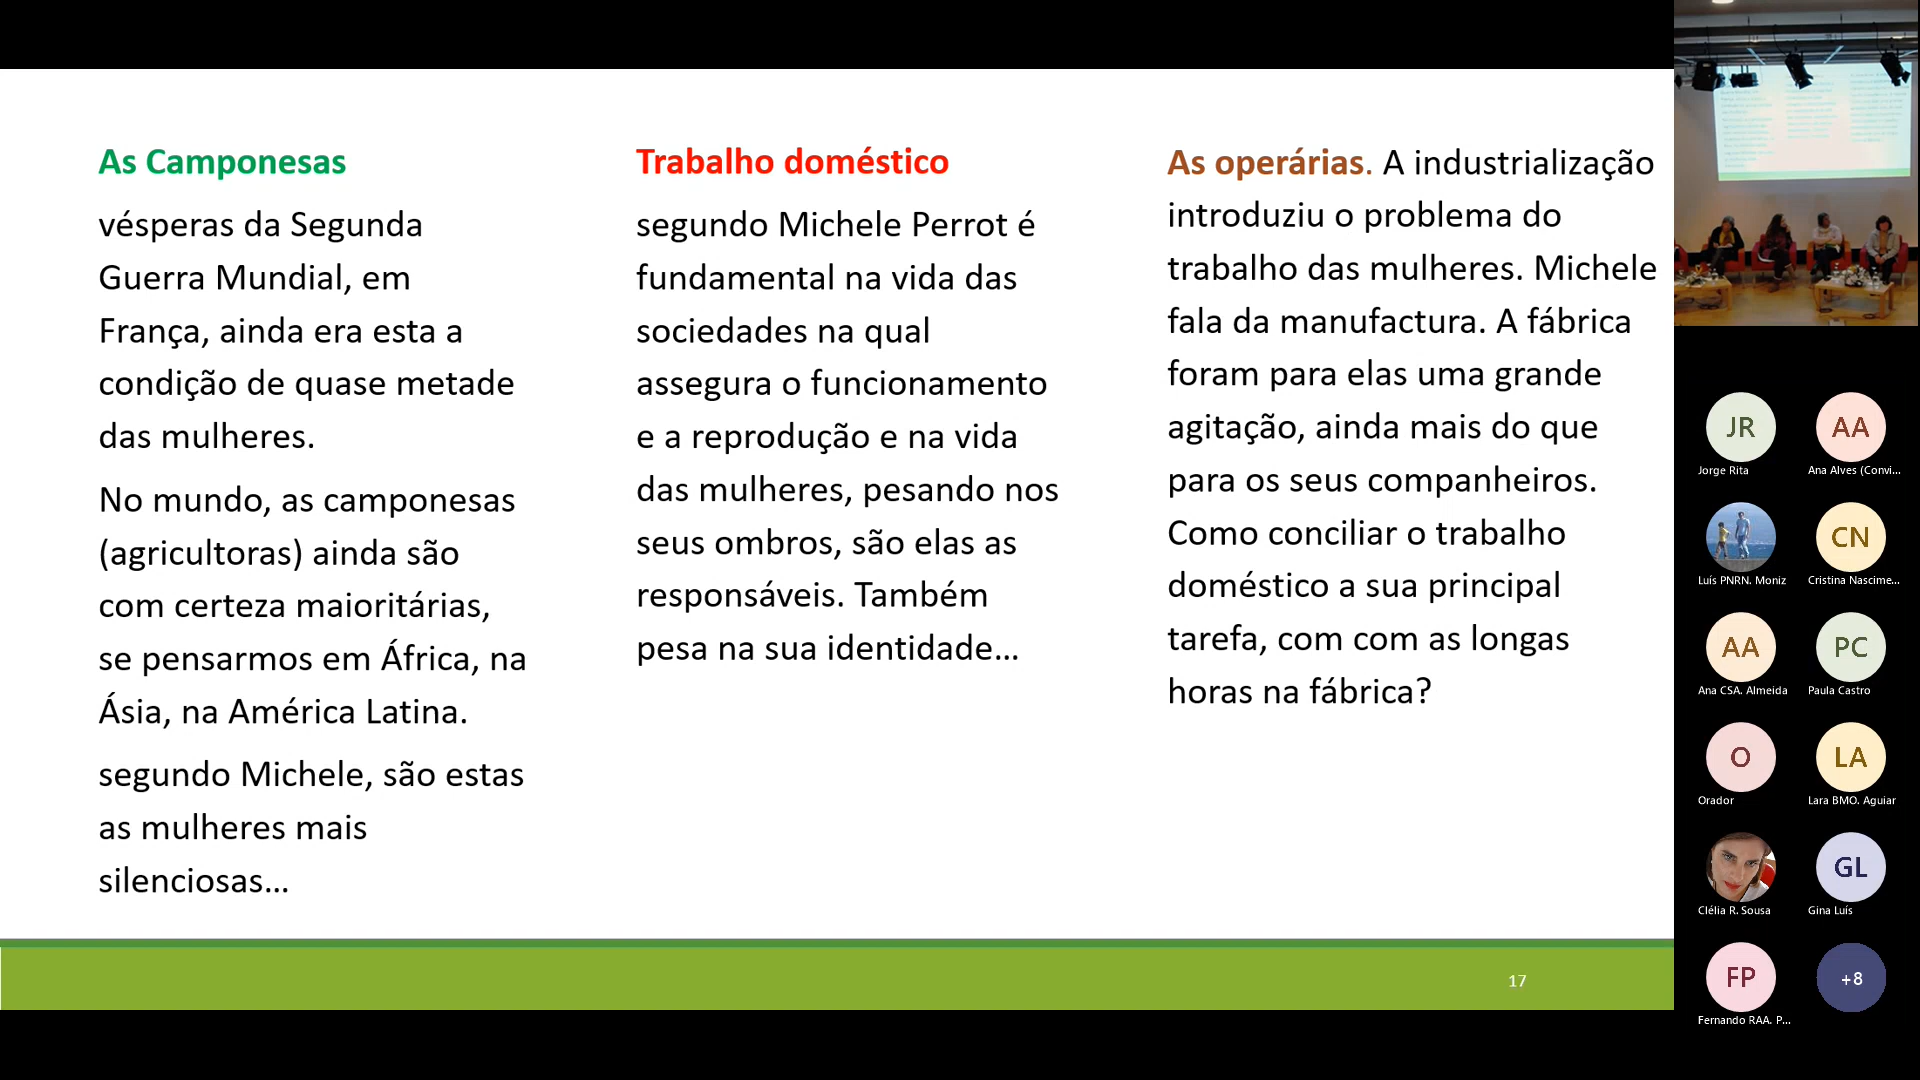 As Camponesas
vésperas da Segunda
Guerra Mundial, em
França, ainda era esta a
condição de quase metade
das mulheres.
No mundo, as camponesas
(agricultoras) ainda são
com certeza maioritárias,
se pensarmos em África, na
Ásia, na América Latina.
segundo Michele, são estas
as mulheres mais
silenciosas...
Trabalho doméstico
segundo Michele Perrot é
fundamental na vida das
sociedades na qual
assegura o funcionamento
e a reprodução e na vida
das mulheres, pesando nos
seus ombros, são elas as
responsáveis. Também
pesa na sua identidade...
As operárias. A industrialização
introduziu o problema do
trabalho das mulheres. Michele
fala da manufactura. A fábrica
foram para elas uma grande
agitação, ainda mais do que
para os seus companheiros.
Como conciliar o trabalho
doméstico a sua principal
tarefa, com com as longas
horas na fábrica?
17
JR
Jorge Rita
AA
Ana Alves (Convi...
Luís PNRN. Moniz
CN
Cristina Nascime...
AA
Ana CSA. Almeida
PC
Paula Castro
O
Orador
LA
Lara BMO. Aguiar
Clélia R. Sousa
GL
Gina Luís
FP
Fernando RAA. P...
+8